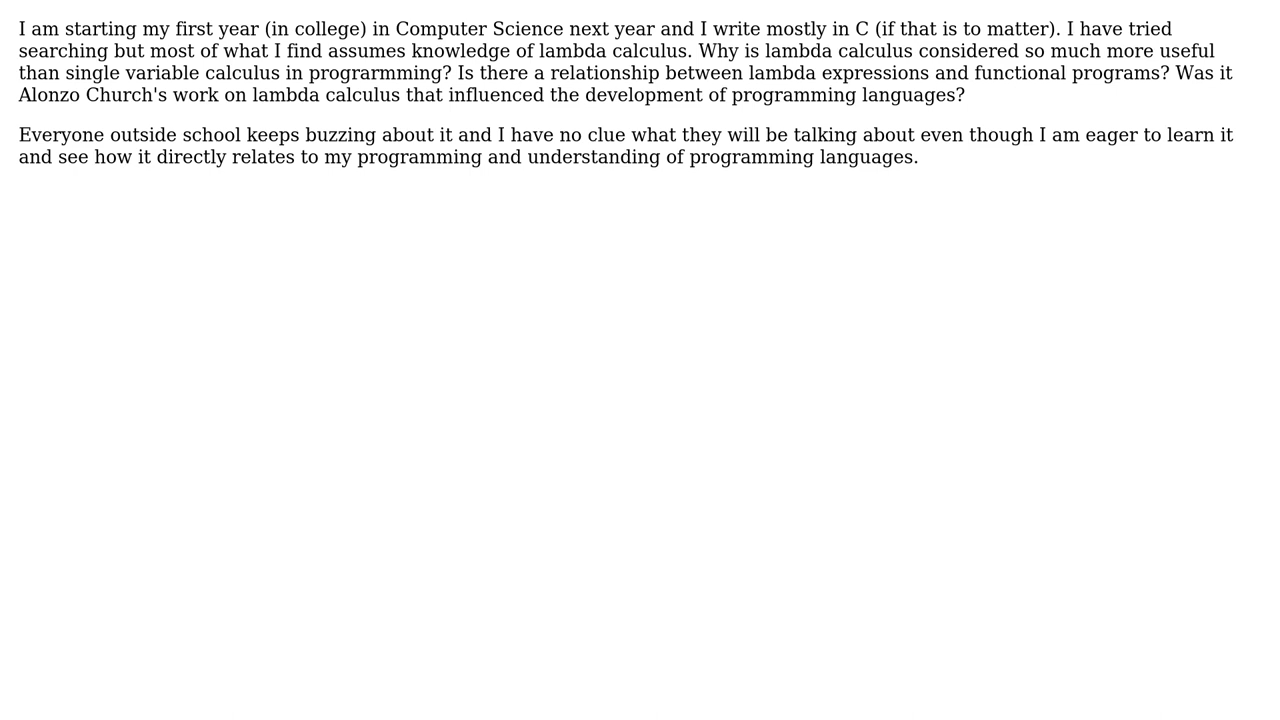 I am starting my first year (in college) in Computer Science next year and I write mostly in C (if that is to matter). I have tried
searching but most of what I find assumes knowledge of lambda calculus. Why is lambda calculus considered so much more useful
than single variable calculus in prograrmming? Is there a relationship between lambda expressions and functional programs? Was it
Alonzo Church's work on lambda calculus that influenced the development of programming languages?
Everyone outside school keeps buzzing about it and I have no clue what they will be talking about even though I am eager to learn it
and see how it directly relates to my programming and understanding of programming languages.